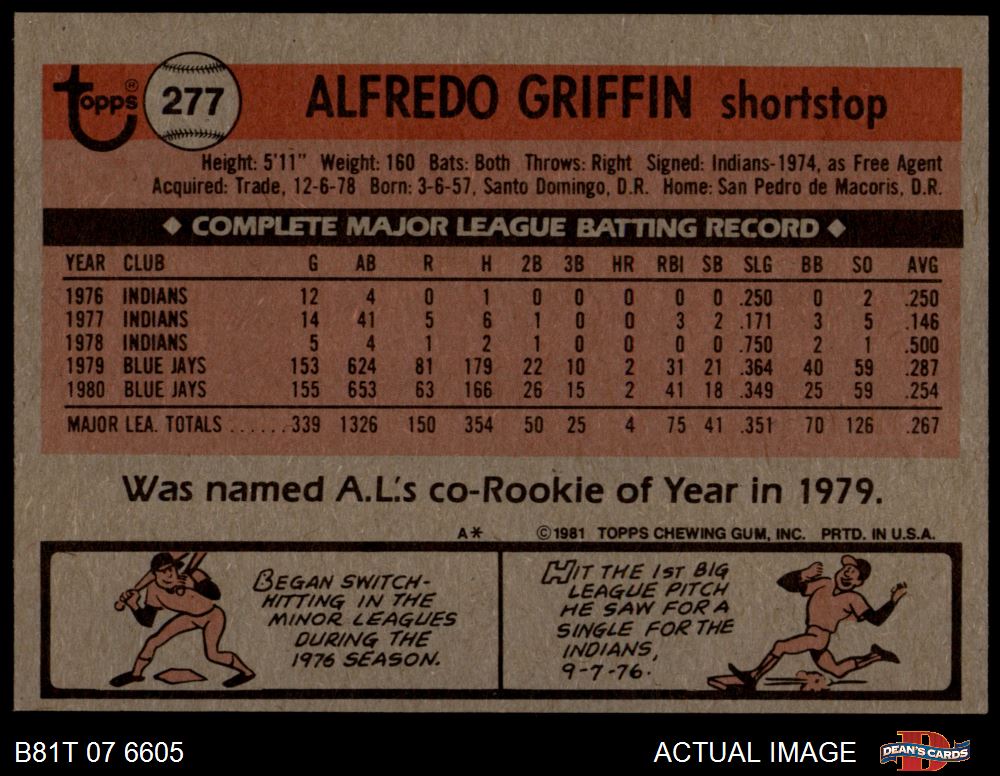 topps® 277 ALFREDO GRIFFIN shortstop
Height: 5'11" Weight: 160 Bats: Both Throws: Right Signed: Indians-1974, as Free Agent
Acquired: Trade, 12-6-78 Born: 3-6-57, Santo Domingo, D.R. Home: San Pedro de Macoris, D.R.
◆ COMPLETE MAJOR LEAGUE BATTING RECORD ◆
YEAR CLUB G AB R H 2B 3B HR RBI SB SLG BB SO AVG
1976 INDIANS 12 4 0 1 0 0 0 0 0 .250 0 2 .250
1977 INDIANS 14 41 5 6 1 0 0 3 2 .171 3 5 .146
1978 INDIANS 5 4 1 2 1 0 0 0 0 .750 2 1 .500
1979 BLUE JAYS 153 624 81 179 22 10 2 31 21 .364 40 59 .287
1980 BLUE JAYS 155 653 63 166 26 15 2 41 18 .349 25 59 .254
MAJOR LEA. TOTALS ......339 1326 150 354 50 25 4 75 41 .351 70 126 .267
Was named A.L.'s co-Rookie of Year in 1979.
A* ©1981 TOPPS CHEWING GUM, INC. PRTD. IN U.S.A.
BEGAN SWITCH-
HITTING IN THE
MINOR LEAGUES
DURING THE
1976 SEASON.
HIT THE 1ST BIG
LEAGUE PITCH
HE SAW FOR A
SINGLE FOR THE
INDIANS,
9-7-76.
B81T 07 6605 ACTUAL IMAGE DEAN'S CARDS